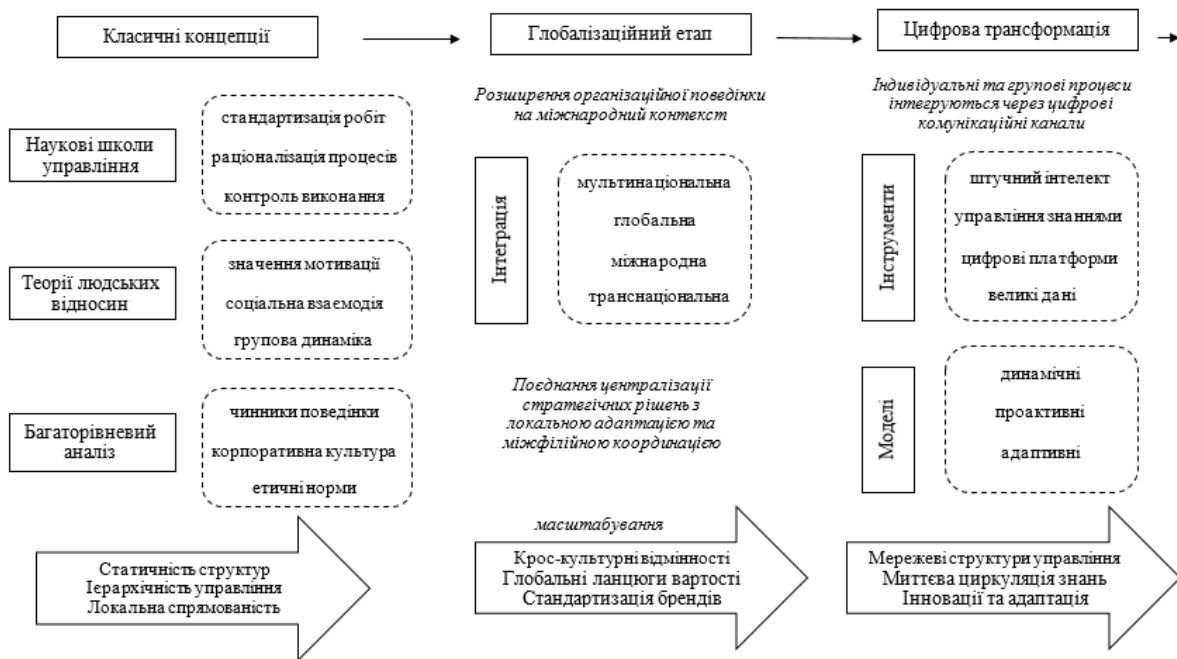 Класичні концепції
Глобалізаційний етап
Цифрова трансформація
Наукові школи
управління
стандартизація робіт
раціоналізація процесів
контроль виконання
Теорії людських
відносин
значення мотивації
соціальна взаємодія
групова динаміка
Багаторівневий
аналіз
чинники поведінки
корпоративна культура
етичні норми
Статичність структур
Ієрархічність управління
Локальна спрямованість
Розширення організаційної поведінки
на міжнародний контекст
Інтеграція
мультинаціональна
глобальна
міжнародна
транснаціональна
Поєднання централізації
стратегічних рішень з
локальною адаптацією та
міжфілійною координацією
масштабування
Крос-культурні відмінності
Глобальні ланцюги вартості
Стандартизація брендів
Індивідуальні та групові процеси
інтегруються через цифрові
комунікаційні канали
Інструменти
штучний інтелект
управління знаннями
цифрові платформи
великі дані
Моделі
динамічні
проактивні
адаптивні
Мережеві структури управління
Миттєва циркуляція знань
Інновації та адаптація